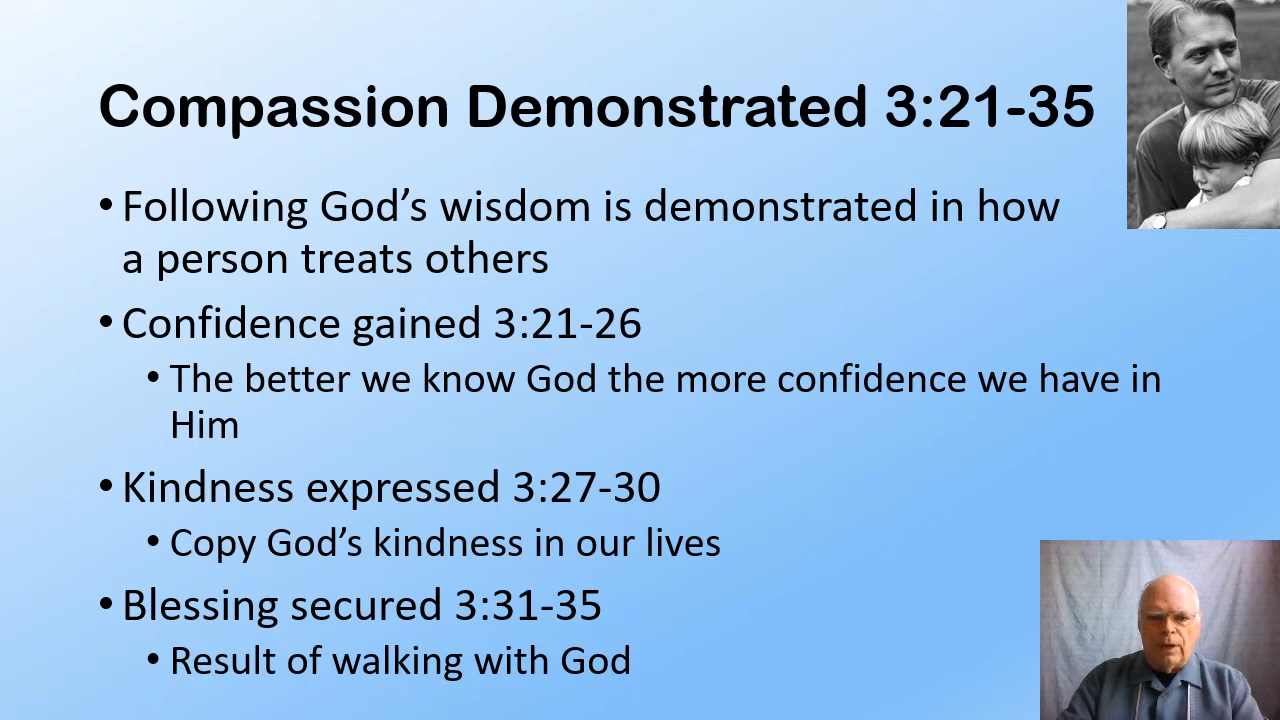 Compassion Demonstrated 3:21-35
• Following God’s wisdom is demonstrated in how
a person treats others
• Confidence gained 3:21-26
• The better we know God the more confidence we have in
Him
• Kindness expressed 3:27-30
• Copy God’s kindness in our lives
• Blessing secured 3:31-35
• Result of walking with God